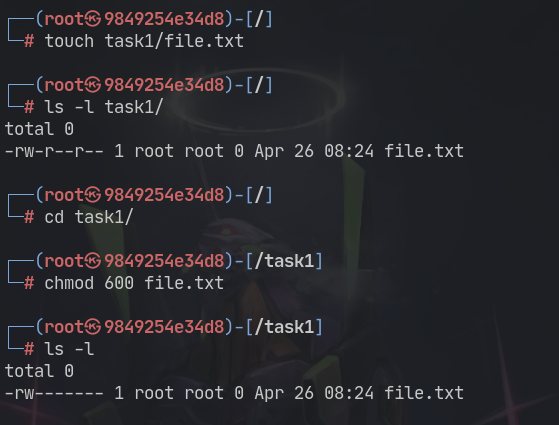 ┌──(root㉿9849254e34d8)-[/]
└─# touch task1/file.txt
┌──(root㉿9849254e34d8)-[/]
└─# ls -l task1/
total 0
-rw-r--r-- 1 root root 0 Apr 26 08:24 file.txt
┌──(root㉿9849254e34d8)-[/]
└─# cd task1/
┌──(root㉿9849254e34d8)-[/task1]
└─# chmod 600 file.txt
┌──(root㉿9849254e34d8)-[/task1]
└─# ls -l
total 0
-rw------- 1 root root 0 Apr 26 08:24 file.txt